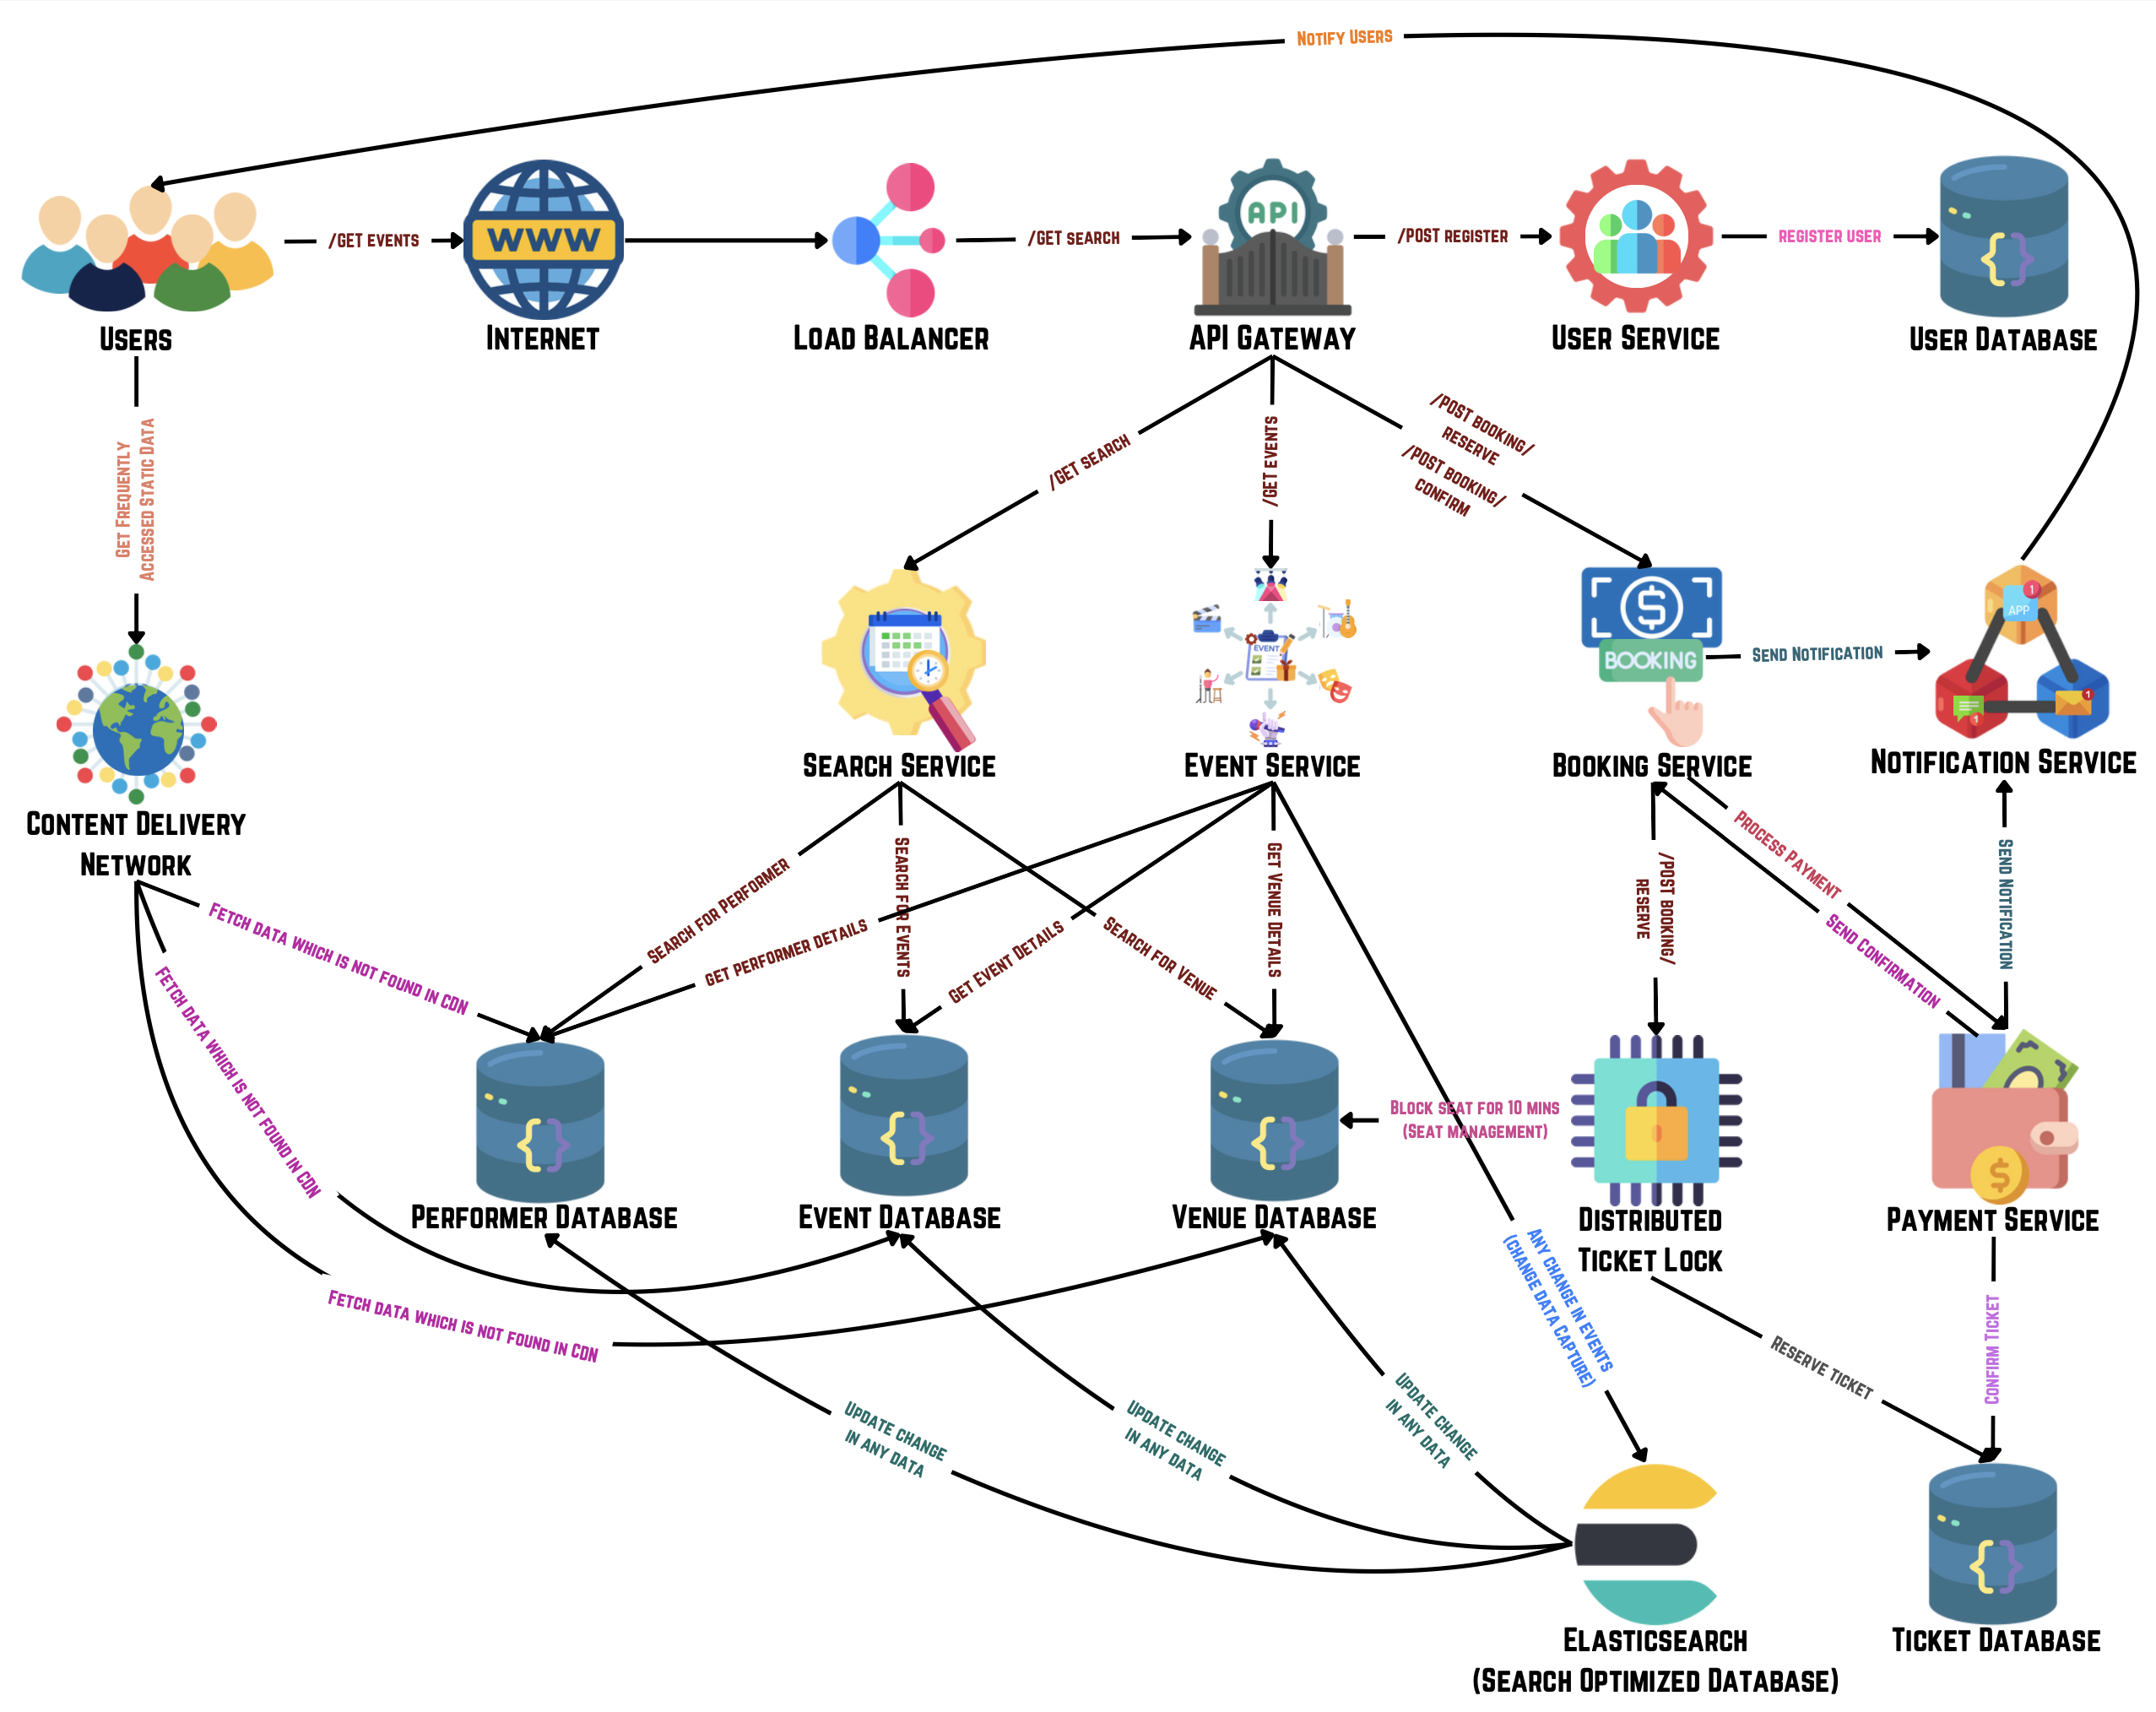 Notify Users
/GET EVENTS
WWW
/GET SEARCH
API
/POST REGISTER
REGISTER USER
Users
Internet
Load Balancer
API Gateway
User Service
User Database
Get Frequently
Accessed Static Data
/GET SEARCH
/GET EVENTS
/POST BOOKING/
RESERVE
/POST BOOKING/
CONFIRM
EVENT
$
BOOKING
Send Notification
APP
1
1
1
Search Service
Event Service
Booking Service
Notification Service
Content Delivery
Network
Search for Performer
Search for Events
Search for Venue
Get Performer Details
Get Event Details
Get Venue Details
/POST BOOKING/
RESERVE
Process Payment
Send Confirmation
Send Notification
Fetch data which is not found in CDN
Fetch data which is not found in CDN
Fetch data which is not found in CDN
{}
{}
{}
{}
Block seat for 10 mins
(Seat management)
$
Performer Database
Event Database
Venue Database
Distributed
Ticket Lock
Payment Service
Any change in events
(Change Data Capture)
Reserve Ticket
Confirm Ticket
Update change
in any data
Update change
in any data
Update change
in any data
{}
Elasticsearch
(Search Optimized Database)
Ticket Database